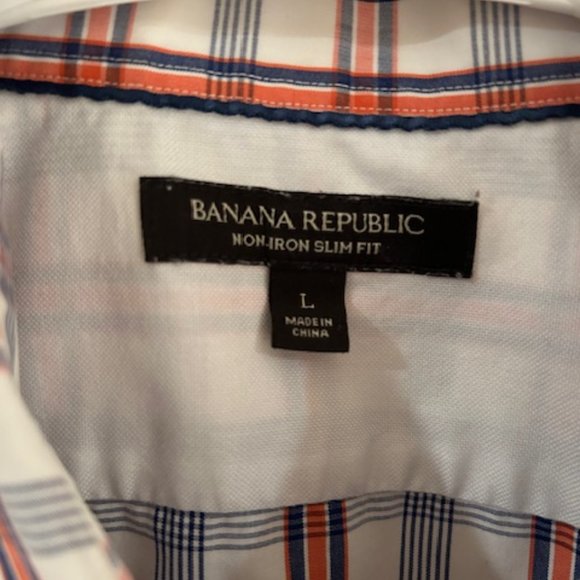 BANANA REPUBLIC
NON-IRON SLIM FIT
L
MADE IN
CHINA